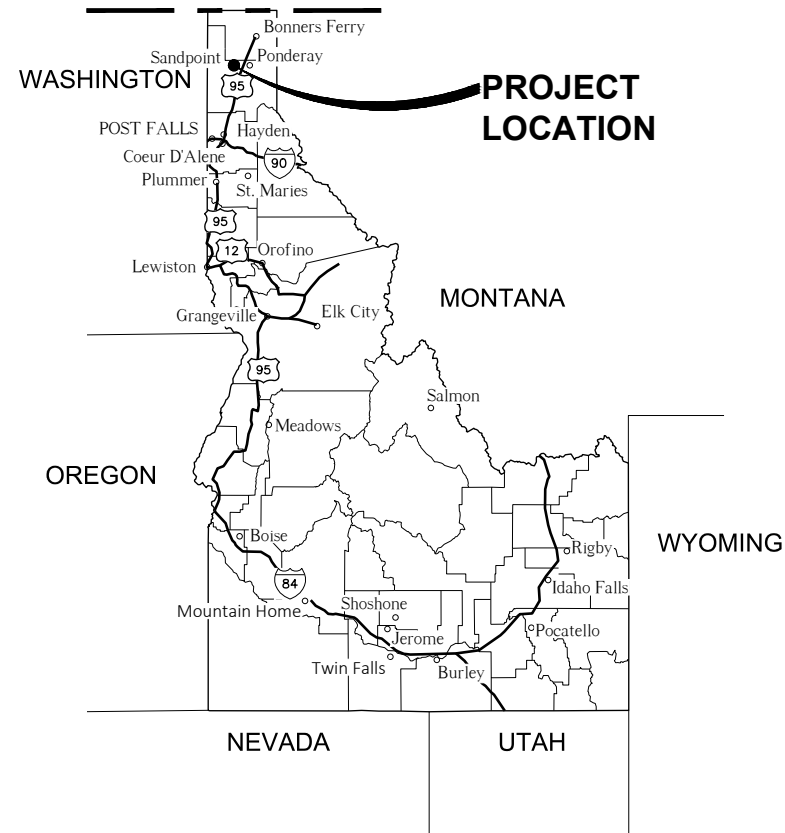 Bonners Ferry
Sandpoint
Ponderay
WASHINGTON
95
PROJECT
LOCATION
POST FALLS
Hayden
Coeur D'Alene
90
Plummer
St. Maries
95
12
Orofino
Lewiston
MONTANA
Grangeville
Elk City
95
Salmon
Meadows
OREGON
Boise
WYOMING
Rigby
84
Idaho Falls
Mountain Home
Shoshone
Jerome
Pocatello
Twin Falls
Burley
NEVADA
UTAH